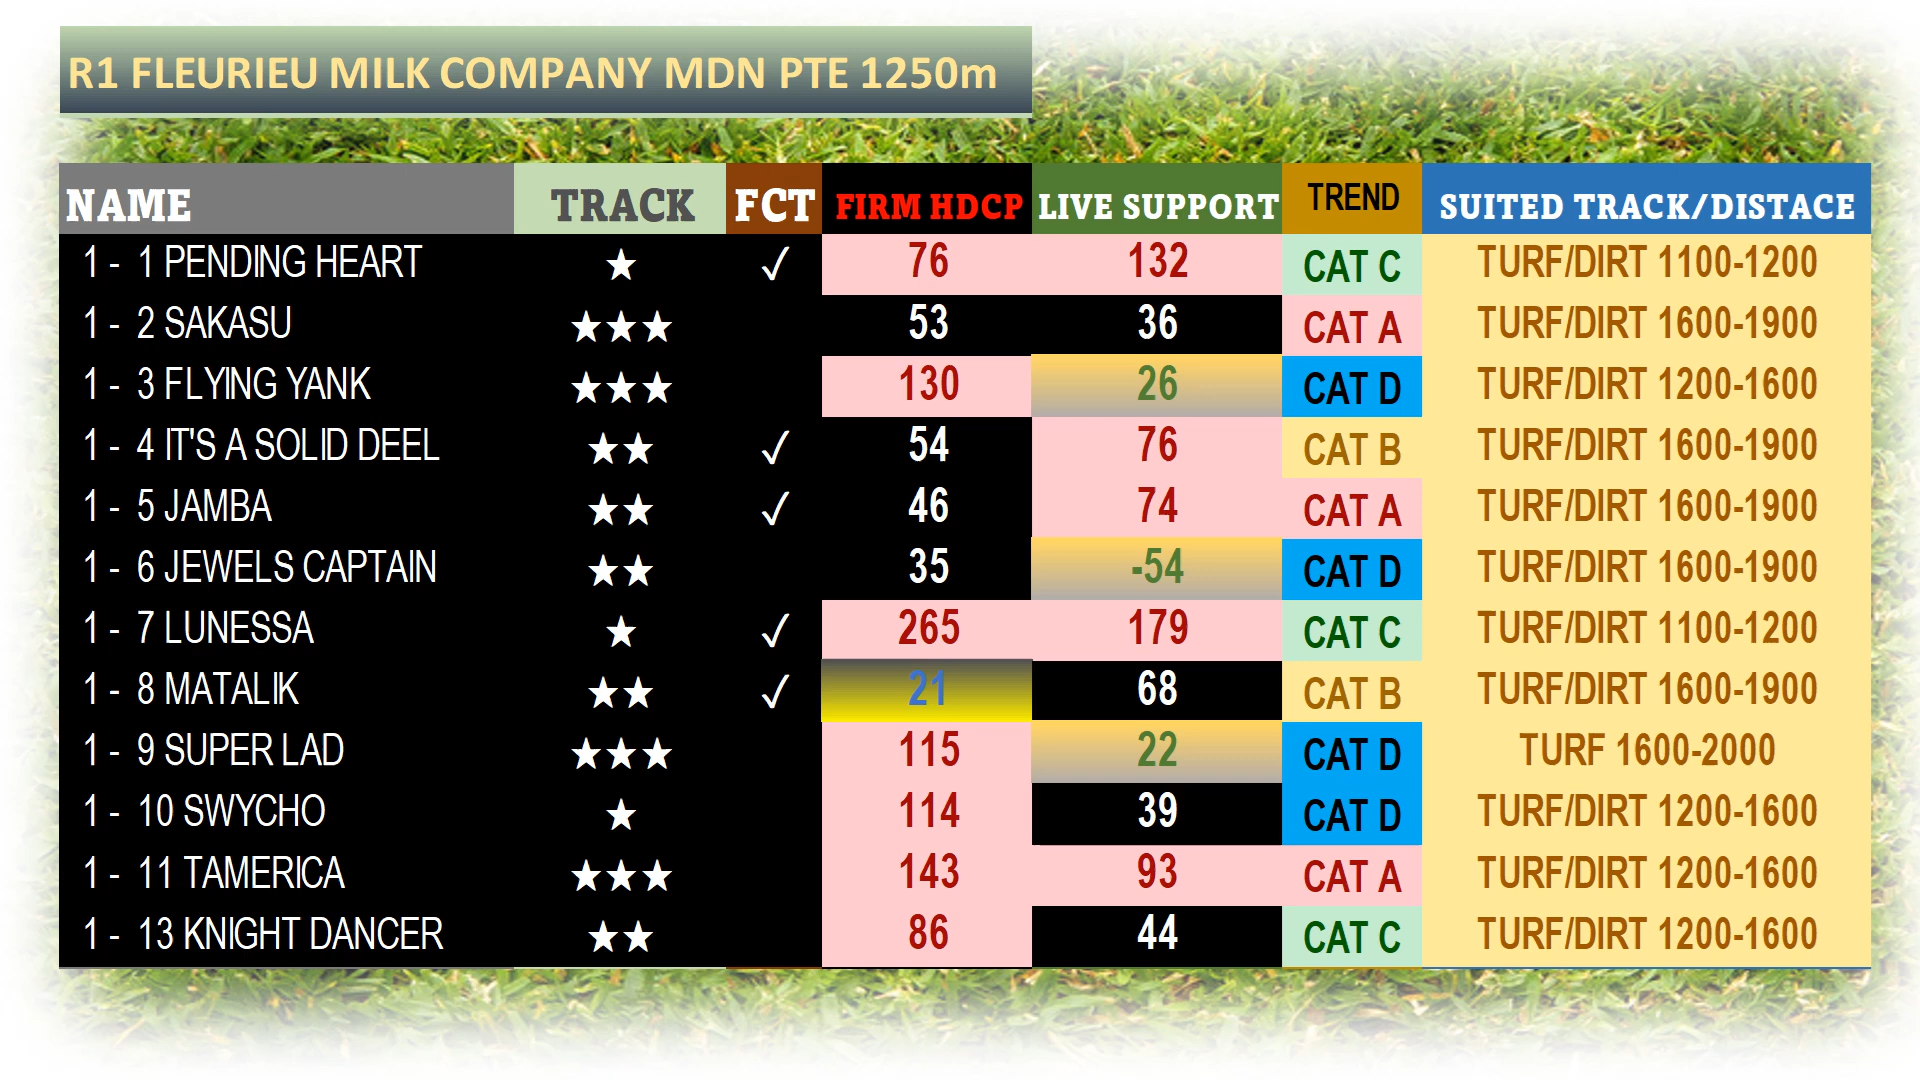 R1 FLEURIEU MILK COMPANY MDN PTE 1250m
NAME TRACK FCT FIRM HDCP LIVE SUPPORT TREND SUITED TRACK/DISTACE
1 - 1 PENDING HEART ★ ✓ 76 132 CAT C TURF/DIRT 1100-1200
1 - 2 SAKASU ★★★ 53 36 CAT A TURF/DIRT 1600-1900
1 - 3 FLYING YANK ★★★ 130 26 CAT D TURF/DIRT 1200-1600
1 - 4 IT'S A SOLID DEEL ★★ ✓ 54 76 CAT B TURF/DIRT 1600-1900
1 - 5 JAMBA ★★ ✓ 46 74 CAT A TURF/DIRT 1600-1900
1 - 6 JEWELS CAPTAIN ★★ 35 -54 CAT D TURF/DIRT 1600-1900
1 - 7 LUNESSA ★ ✓ 265 179 CAT C TURF/DIRT 1100-1200
1 - 8 MATALIK ★★ ✓ 21 68 CAT B TURF/DIRT 1600-1900
1 - 9 SUPER LAD ★★★ 115 22 CAT D TURF 1600-2000
1 - 10 SWYCHO ★ 114 39 CAT D TURF/DIRT 1200-1600
1 - 11 TAMERICA ★★★ 143 93 CAT A TURF/DIRT 1200-1600
1 - 13 KNIGHT DANCER ★★ 86 44 CAT C TURF/DIRT 1200-1600